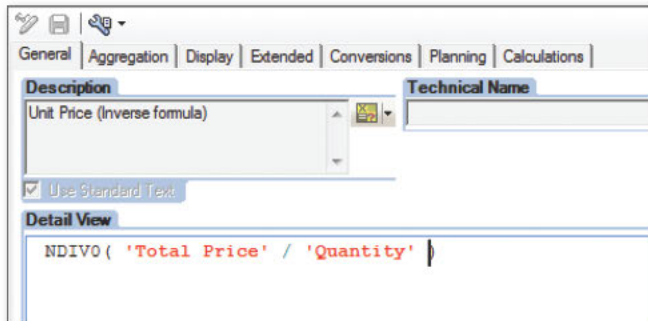 General Aggregation Display Extended Conversions Planning Calculations
Description Technical Name
Unit Price (Inverse formula)
Use Standard Text
Detail View
NDIV0( 'Total Price' / 'Quantity' )